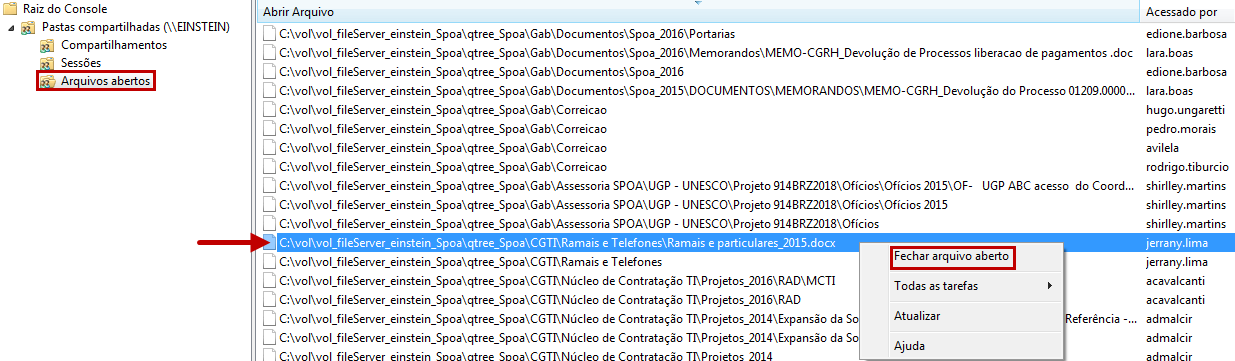 Raiz do Console
Pastas compartilhadas (\\EINSTEIN)
Compartilhamentos
Sessões
Arquivos abertos
Abrir Arquivo Acessado por
C:\vol\vol_fileServer_einstein_Spoa\qtree_Spoa\Gab\Documentos\Spoa_2016\Portarias edione.barbosa
C:\vol\vol_fileServer_einstein_Spoa\qtree_Spoa\Gab\Documentos\Spoa_2016\Memorandos\MEMO-CGRH_Devolução de Processos liberacao de pagamentos .doc lara.boas
C:\vol\vol_fileServer_einstein_Spoa\qtree_Spoa\Gab\Documentos\Spoa_2016 edione.barbosa
C:\vol\vol_fileServer_einstein_Spoa\qtree_Spoa\Gab\Documentos\Spoa_2015\DOCUMENTOS\MEMORANDOS\MEMO-CGRH_Devolução do Processo 01209.0000... lara.boas
C:\vol\vol_fileServer_einstein_Spoa\qtree_Spoa\Gab\Correicao hugo.ungaretti
C:\vol\vol_fileServer_einstein_Spoa\qtree_Spoa\Gab\Correicao pedro.morais
C:\vol\vol_fileServer_einstein_Spoa\qtree_Spoa\Gab\Correicao avilela
C:\vol\vol_fileServer_einstein_Spoa\qtree_Spoa\Gab\Correicao rodrigo.tiburcio
C:\vol\vol_fileServer_einstein_Spoa\qtree_Spoa\Gab\Assessoria SPOA\UGP - UNESCO\Projeto 914BRZ2018\Ofícios\Ofícios 2015\OF- UGP ABC acesso do Coord... shirlley.martins
C:\vol\vol_fileServer_einstein_Spoa\qtree_Spoa\Gab\Assessoria SPOA\UGP - UNESCO\Projeto 914BRZ2018\Ofícios\Ofícios 2015 shirlley.martins
C:\vol\vol_fileServer_einstein_Spoa\qtree_Spoa\Gab\Assessoria SPOA\UGP - UNESCO\Projeto 914BRZ2018\Ofícios shirlley.martins
C:\vol\vol_fileServer_einstein_Spoa\qtree_Spoa\CGTI\Ramais e Telefones\Ramais e particulares_2015.docx jerrany.lima
C:\vol\vol_fileServer_einstein_Spoa\qtree_Spoa\CGTI\Ramais e Telefones jerrany.lima
C:\vol\vol_fileServer_einstein_Spoa\qtree_Spoa\CGTI\Núcleo de Contratação TI\Projetos_2016\RAD\MCTI acavalcanti
C:\vol\vol_fileServer_einstein_Spoa\qtree_Spoa\CGTI\Núcleo de Contratação TI\Projetos_2016\RAD acavalcanti
C:\vol\vol_fileServer_einstein_Spoa\qtree_Spoa\CGTI\Núcleo de Contratação TI\Projetos_2014\Expansão da So Referência -... admalcir
C:\vol\vol_fileServer_einstein_Spoa\qtree_Spoa\CGTI\Núcleo de Contratação TI\Projetos_2014\Expansão da So admalcir
C:\vol\vol_fileServer_einstein_Spoa\qtree_Spoa\CGTI\Núcleo de Contratação TI\Projetos_2014 admalcir
Fechar arquivo aberto
Todas as tarefas
Atualizar
Ajuda